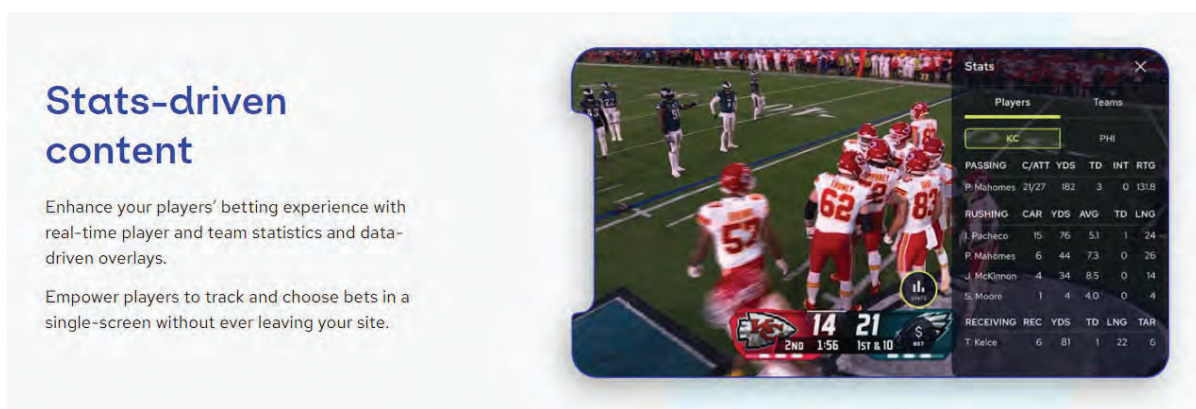 Stats-driven
content
Enhance your players' betting experience with
real-time player and team statistics and data-
driven overlays.
Empower players to track and choose bets in a
single-screen without ever leaving your site.
Stats
Players Teams
KC PHI
PASSING C/ATT YDS TD INT RTG
P. Mahomes 21/27 182 3 0 131.8
RUSHING CAR YDS AVG TD LNG
I. Pacheco 15 76 5.1 1 24
P. Mahomes 6 44 7.3 0 26
J. McKinnon 4 34 8.5 0 14
S. Moore 1 4 4.0 0 4
RECEIVING REC YDS TD LNG TAR
T. Kelce 6 81 1 22 6
STATS
14 21
2ND 1:56 1ST & 10
$
BET
KC
62
83
57